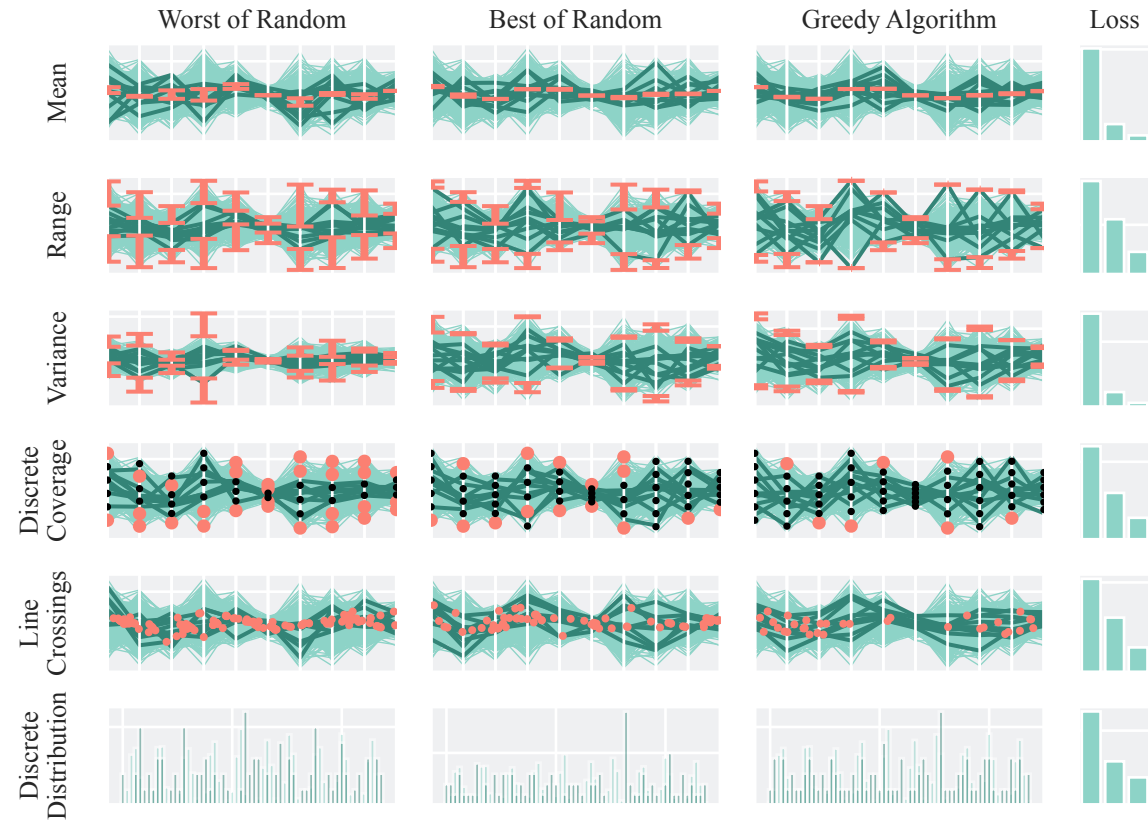 Worst of Random
Best of Random
Greedy Algorithm
Loss
Mean
Range
Variance
Discrete
Coverage
Line
Crossings
Discrete
Distribution